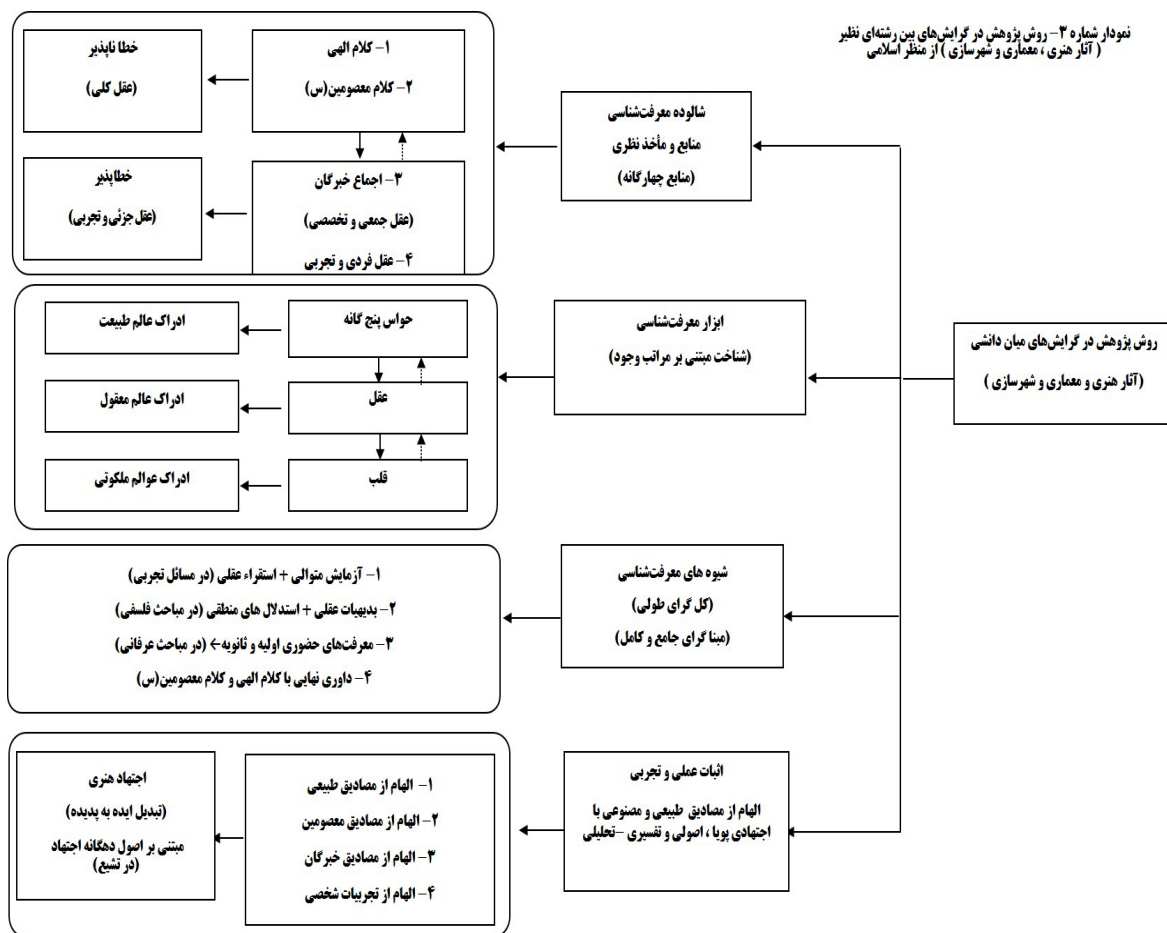 نمودار شماره ۳- روش پژوهش در گرایش‌های بین رشته‌ای نظیر
( آثار هنری ، معماری و شهرسازی ) از منظر اسلامی
روش پژوهش در گرایش‌های میان دانشی
(آثار هنری و معماری و شهرسازی )
شالوده معرفت‌شناسی
منابع و مأخذ نظری
(منابع چهارگانه)
۱- کلام الهی
۲- کلام معصومین(س)
خطا ناپذیر
(عقل کلی)
۳- اجماع خبرگان
(عقل جمعی و تخصصی)
۴- عقل فردی و تجربی
خطاپذیر
(عقل جزئی و تجربی)
ابزار معرفت‌شناسی
(شناخت مبتنی بر مراتب وجود)
حواس پنج گانه
ادراک عالم طبیعت
عقل
ادراک عالم معقول
قلب
ادراک عوالم ملکوتی
شیوه های معرفت‌شناسی
(کل گرای طولی)
(مبنا گرای جامع و کامل)
۱- آزمایش متوالی + استقراء عقلی (در مسائل تجربی)
۲- بدیهیات عقلی + استدلال های منطقی (در مباحث فلسفی)
۳- معرفت‌های حضوری اولیه و ثانویه← (در مباحث عرفانی)
۴- داوری نهایی با کلام الهی و کلام معصومین(س)
اثبات عملی و تجربی
الهام از مصادیق طبیعی و مصنوعی با
اجتهادی پویا ، اصولی و تفسیری –تحلیلی
۱- الهام از مصادیق طبیعی
۲- الهام از مصادیق معصومین
۳- الهام از مصادیق خبرگان
۴- الهام از تجربیات شخصی
اجتهاد هنری
(تبدیل ایده به پدیده)
مبتنی بر اصول دهگانه اجتهاد
(در تشیع)